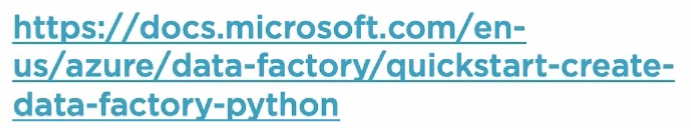 https://docs.microsoft.com/en-
us/azure/data-factory/quickstart-create-
data-factory-python